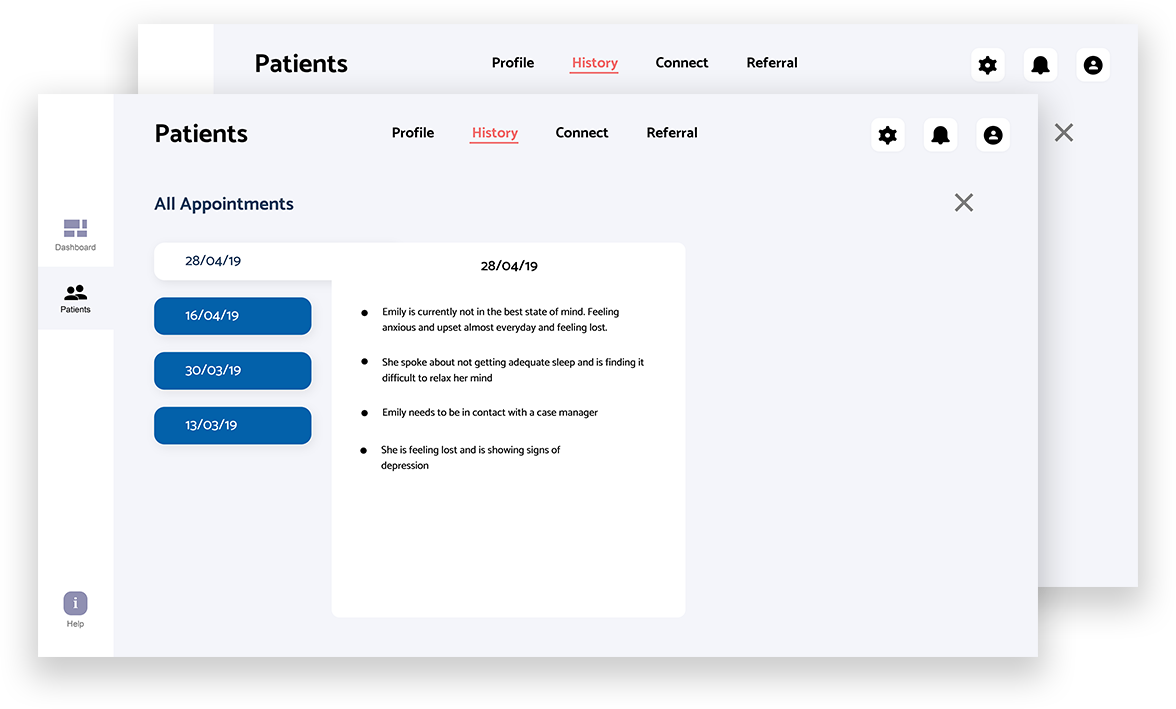 Patients
Profile History Connect Referral
Patients
Profile History Connect Referral
All Appointments
Dashboard
Patients
Help
28/04/19
16/04/19
30/03/19
13/03/19
28/04/19
Emily is currently not in the best state of mind. Feeling
anxious and upset almost everyday and feeling lost.
She spoke about not getting adequate sleep and is finding it
difficult to relax her mind
Emily needs to be in contact with a case manager
She is feeling lost and is showing signs of
depression